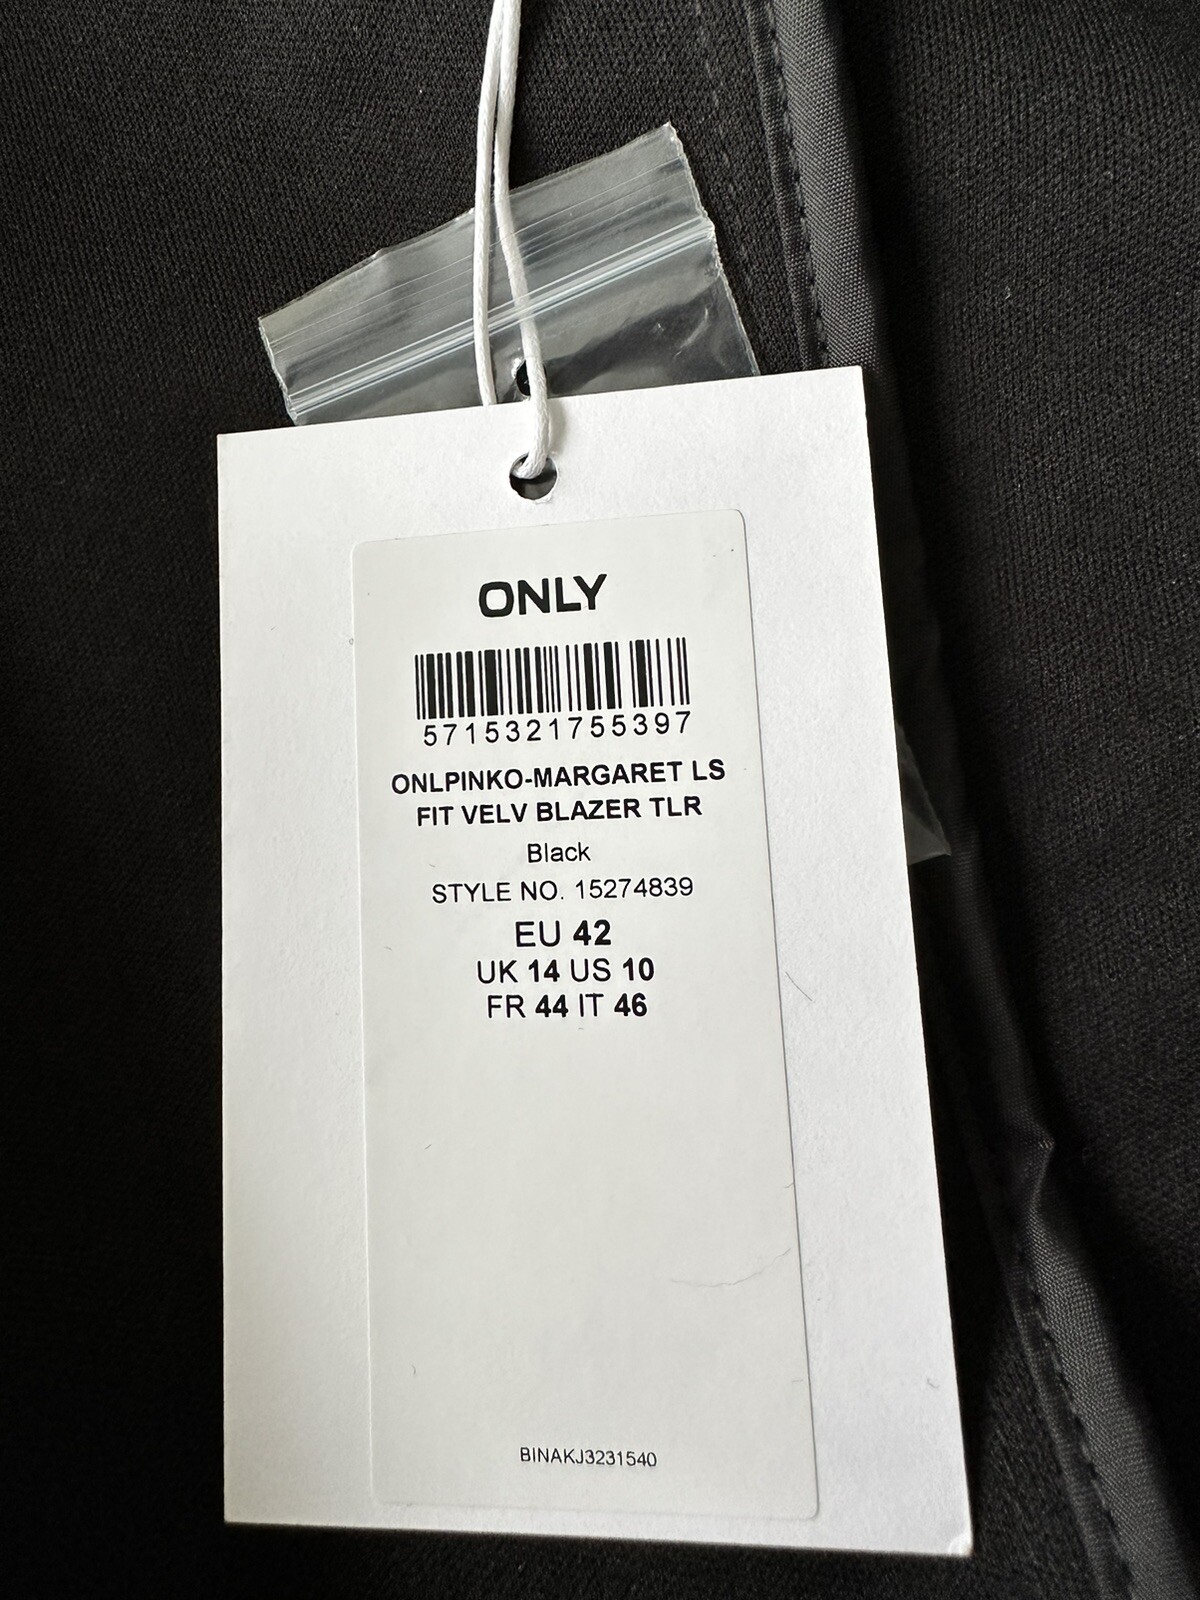 ONLY
5715321755397
ONLPINKO-MARGARET LS
FIT VELV BLAZER TLR
Black
STYLE NO. 15274839
EU 42
UK 14 US 10
FR 44 IT 46
BINAKJ3231540